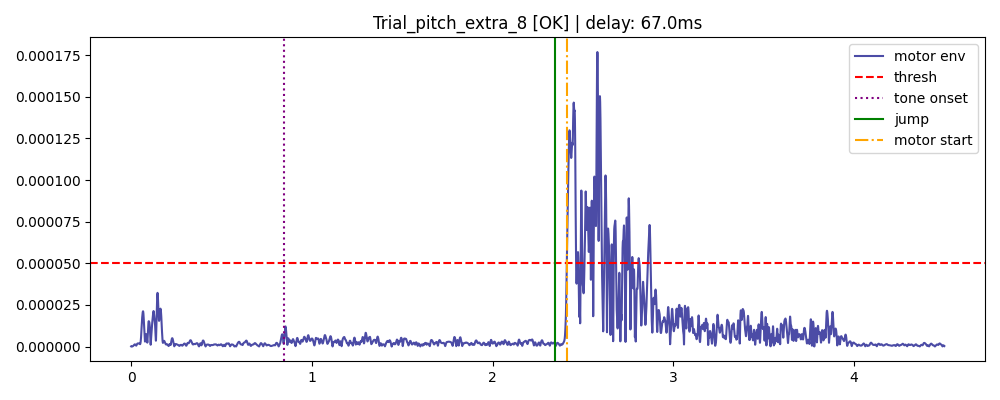 Trial_pitch_extra_8 [OK] | delay: 67.0ms
0.000175
0.000150
0.000125
0.000100
0.000075
0.000050
0.000025
0.000000
0 1 2 3 4
motor env
thresh
tone onset
jump
motor start